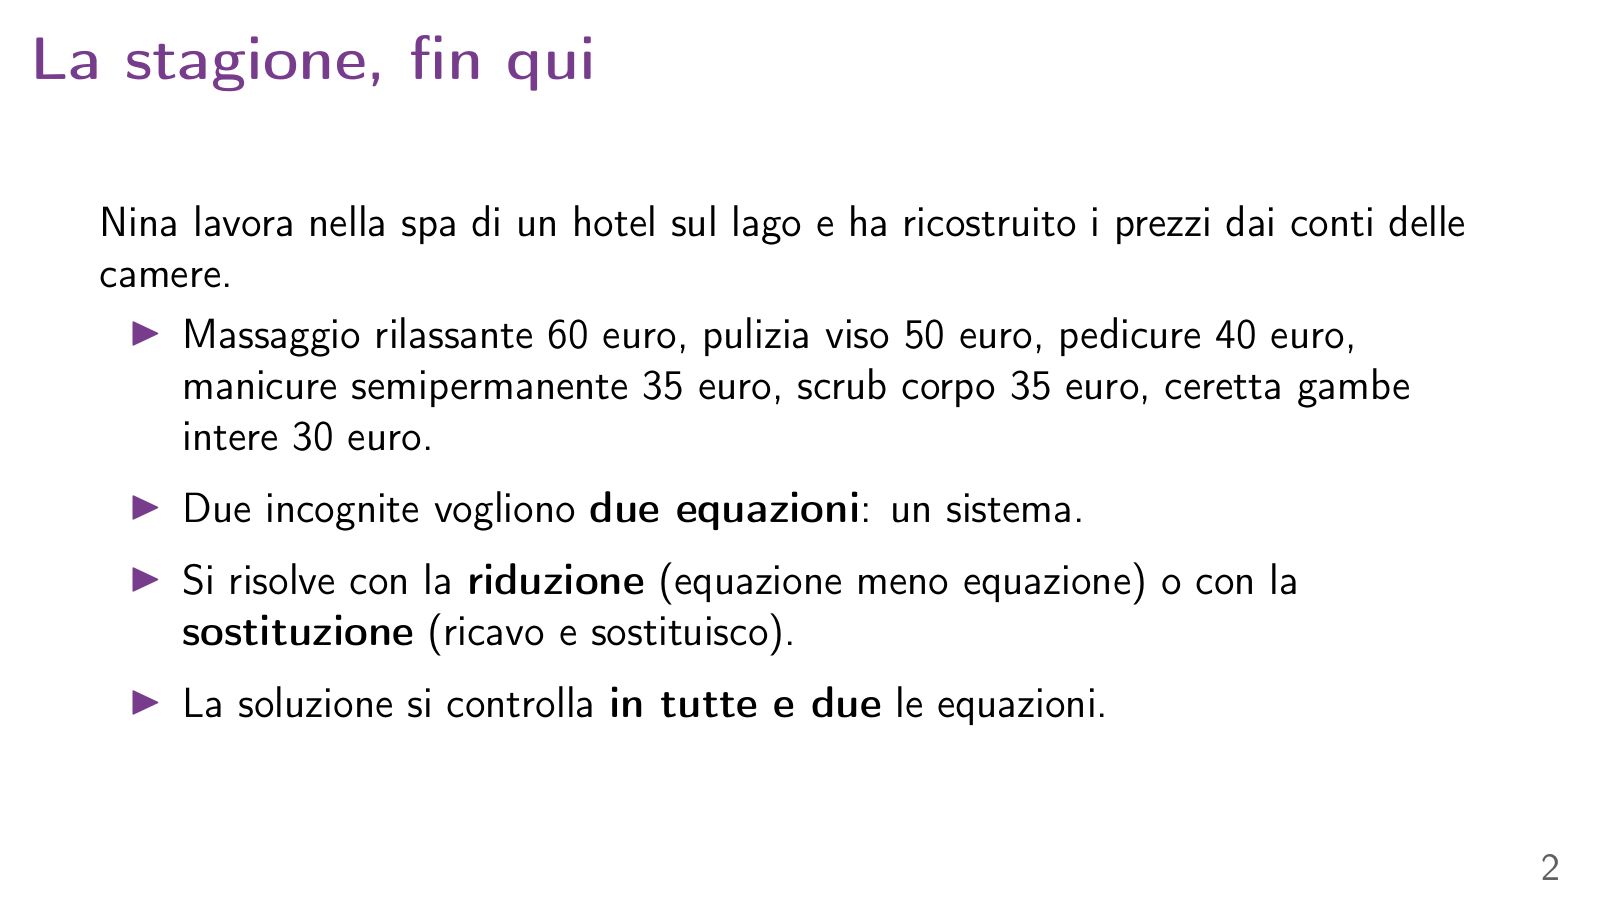 La stagione, fin qui
Nina lavora nella spa di un hotel sul lago e ha ricostruito i prezzi dai conti delle
camere.
▶ Massaggio rilassante 60 euro, pulizia viso 50 euro, pedicure 40 euro,
manicure semipermanente 35 euro, scrub corpo 35 euro, ceretta gambe
intere 30 euro.
▶ Due incognite vogliono due equazioni: un sistema.
▶ Si risolve con la riduzione (equazione meno equazione) o con la
sostituzione (ricavo e sostituisco).
▶ La soluzione si controlla in tutte e due le equazioni.
2